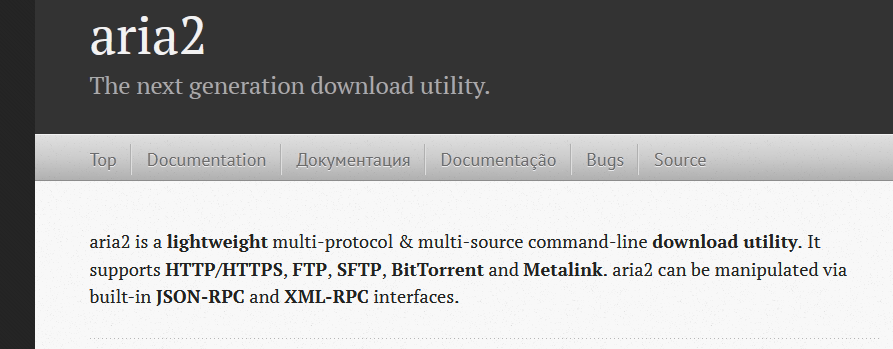 aria2
The next generation download utility.
Top Documentation Документация Documentação Bugs Source
aria2 is a lightweight multi-protocol & multi-source command-line download utility. It
supports HTTP/HTTPS, FTP, SFTP, BitTorrent and Metalink. aria2 can be manipulated via
built-in JSON-RPC and XML-RPC interfaces.